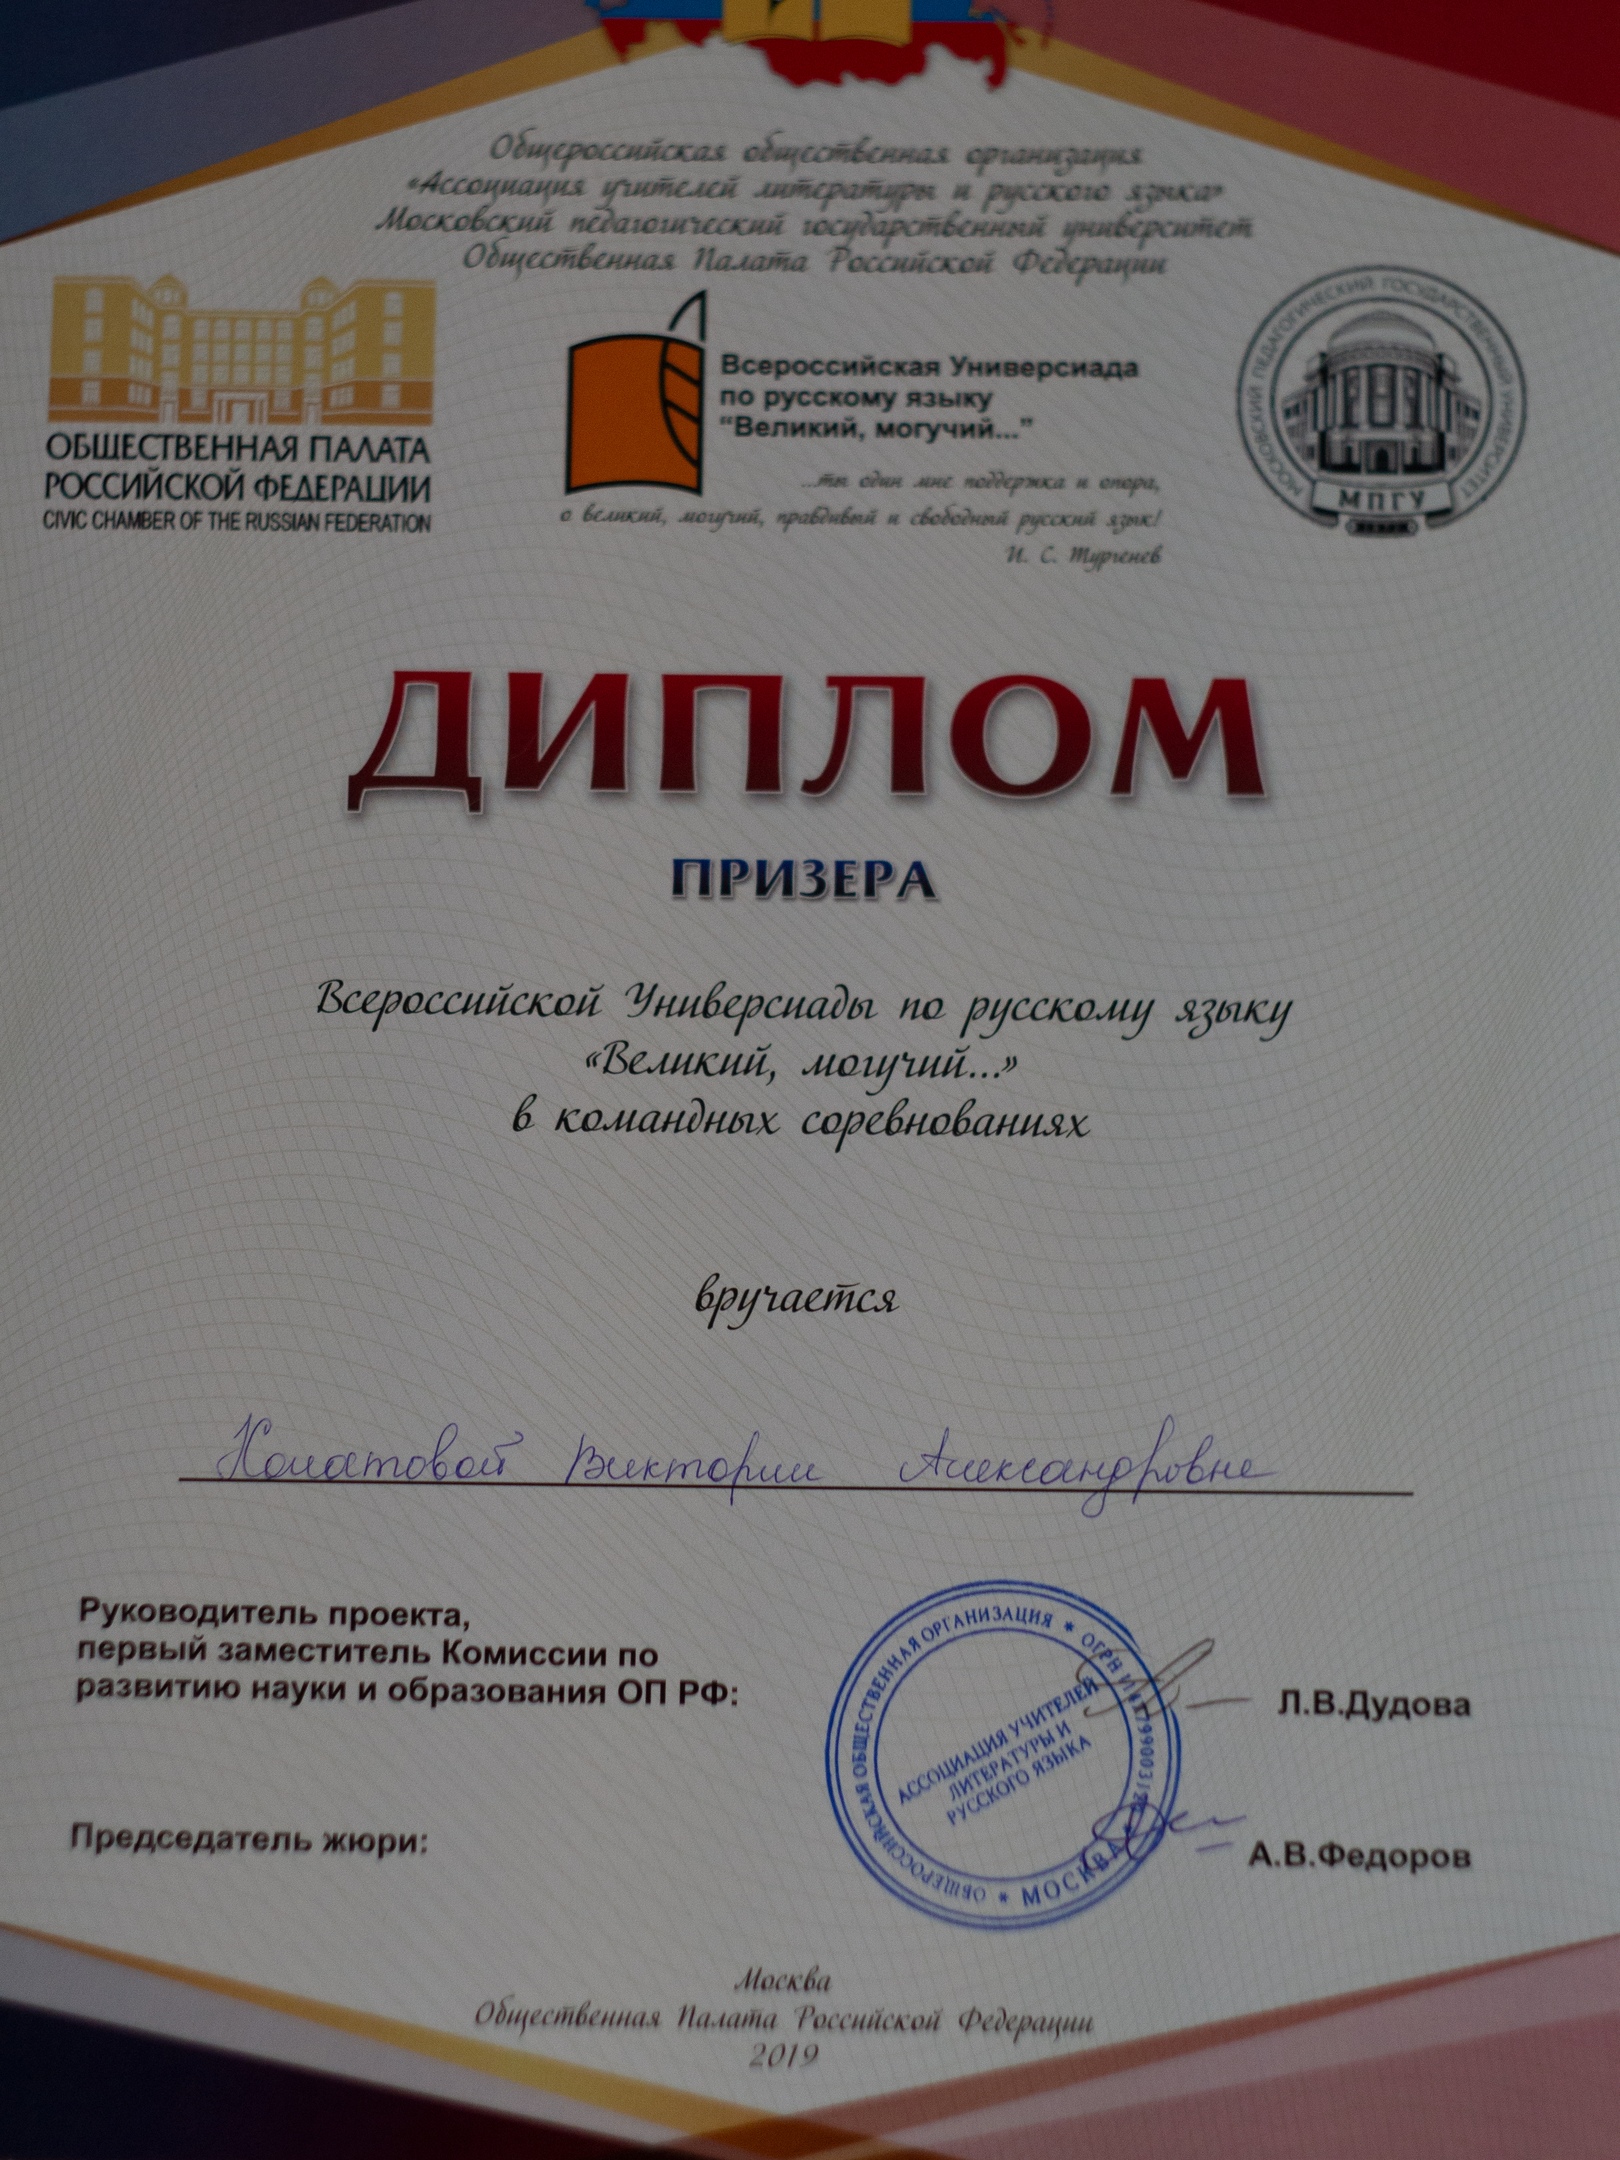 Общероссийская общественная организация
«Ассоциация учителей литературы и русского языка»
Московский педагогический государственный университет
Общественная Палата Российской Федерации
ОБЩЕСТВЕННАЯ ПАЛАТА
РОССИЙСКОЙ ФЕДЕРАЦИИ
CIVIC CHAMBER OF THE RUSSIAN FEDERATION
Всероссийская Универсиада
по русскому языку
"Великий, могучий..."
...ты один мне поддержка и опора,
о великий, могучий, правдивый и свободный русский язык!
И. С. Тургенев
МОСКОВСКИЙ ПЕДАГОГИЧЕСКИЙ ГОСУДАРСТВЕННЫЙ УНИВЕРСИТЕТ
МПГУ
ДИПЛОМ
ПРИЗЕРА
Всероссийской Универсиады по русскому языку
«Великий, могучий...»
в командных соревнованиях
вручается
Виктории Александровне
Руководитель проекта,
первый заместитель Комиссии по
развитию науки и образования ОП РФ:
Л.В.Дудова
ОБЩЕРОССИЙСКАЯ ОБЩЕСТВЕННАЯ ОРГАНИЗАЦИЯ * ОГРН
* МОСКВА
АССОЦИАЦИЯ УЧИТЕЛЕЙ
ЛИТЕРАТУРЫ И
РУССКОГО ЯЗЫКА
Председатель жюри:
А.В.Федоров
Москва
Общественная Палата Российской Федерации
2019